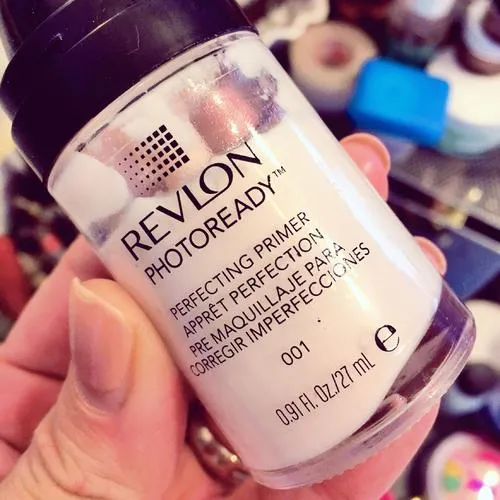 REVLON
PHOTOREADY™
PERFECTING PRIMER
APPRÊT PERFECTION
PRE MAQUILLAJE PARA
CORREGIR IMPERFECCIONES
001
0.91 Fl. Oz./27 mL ℮